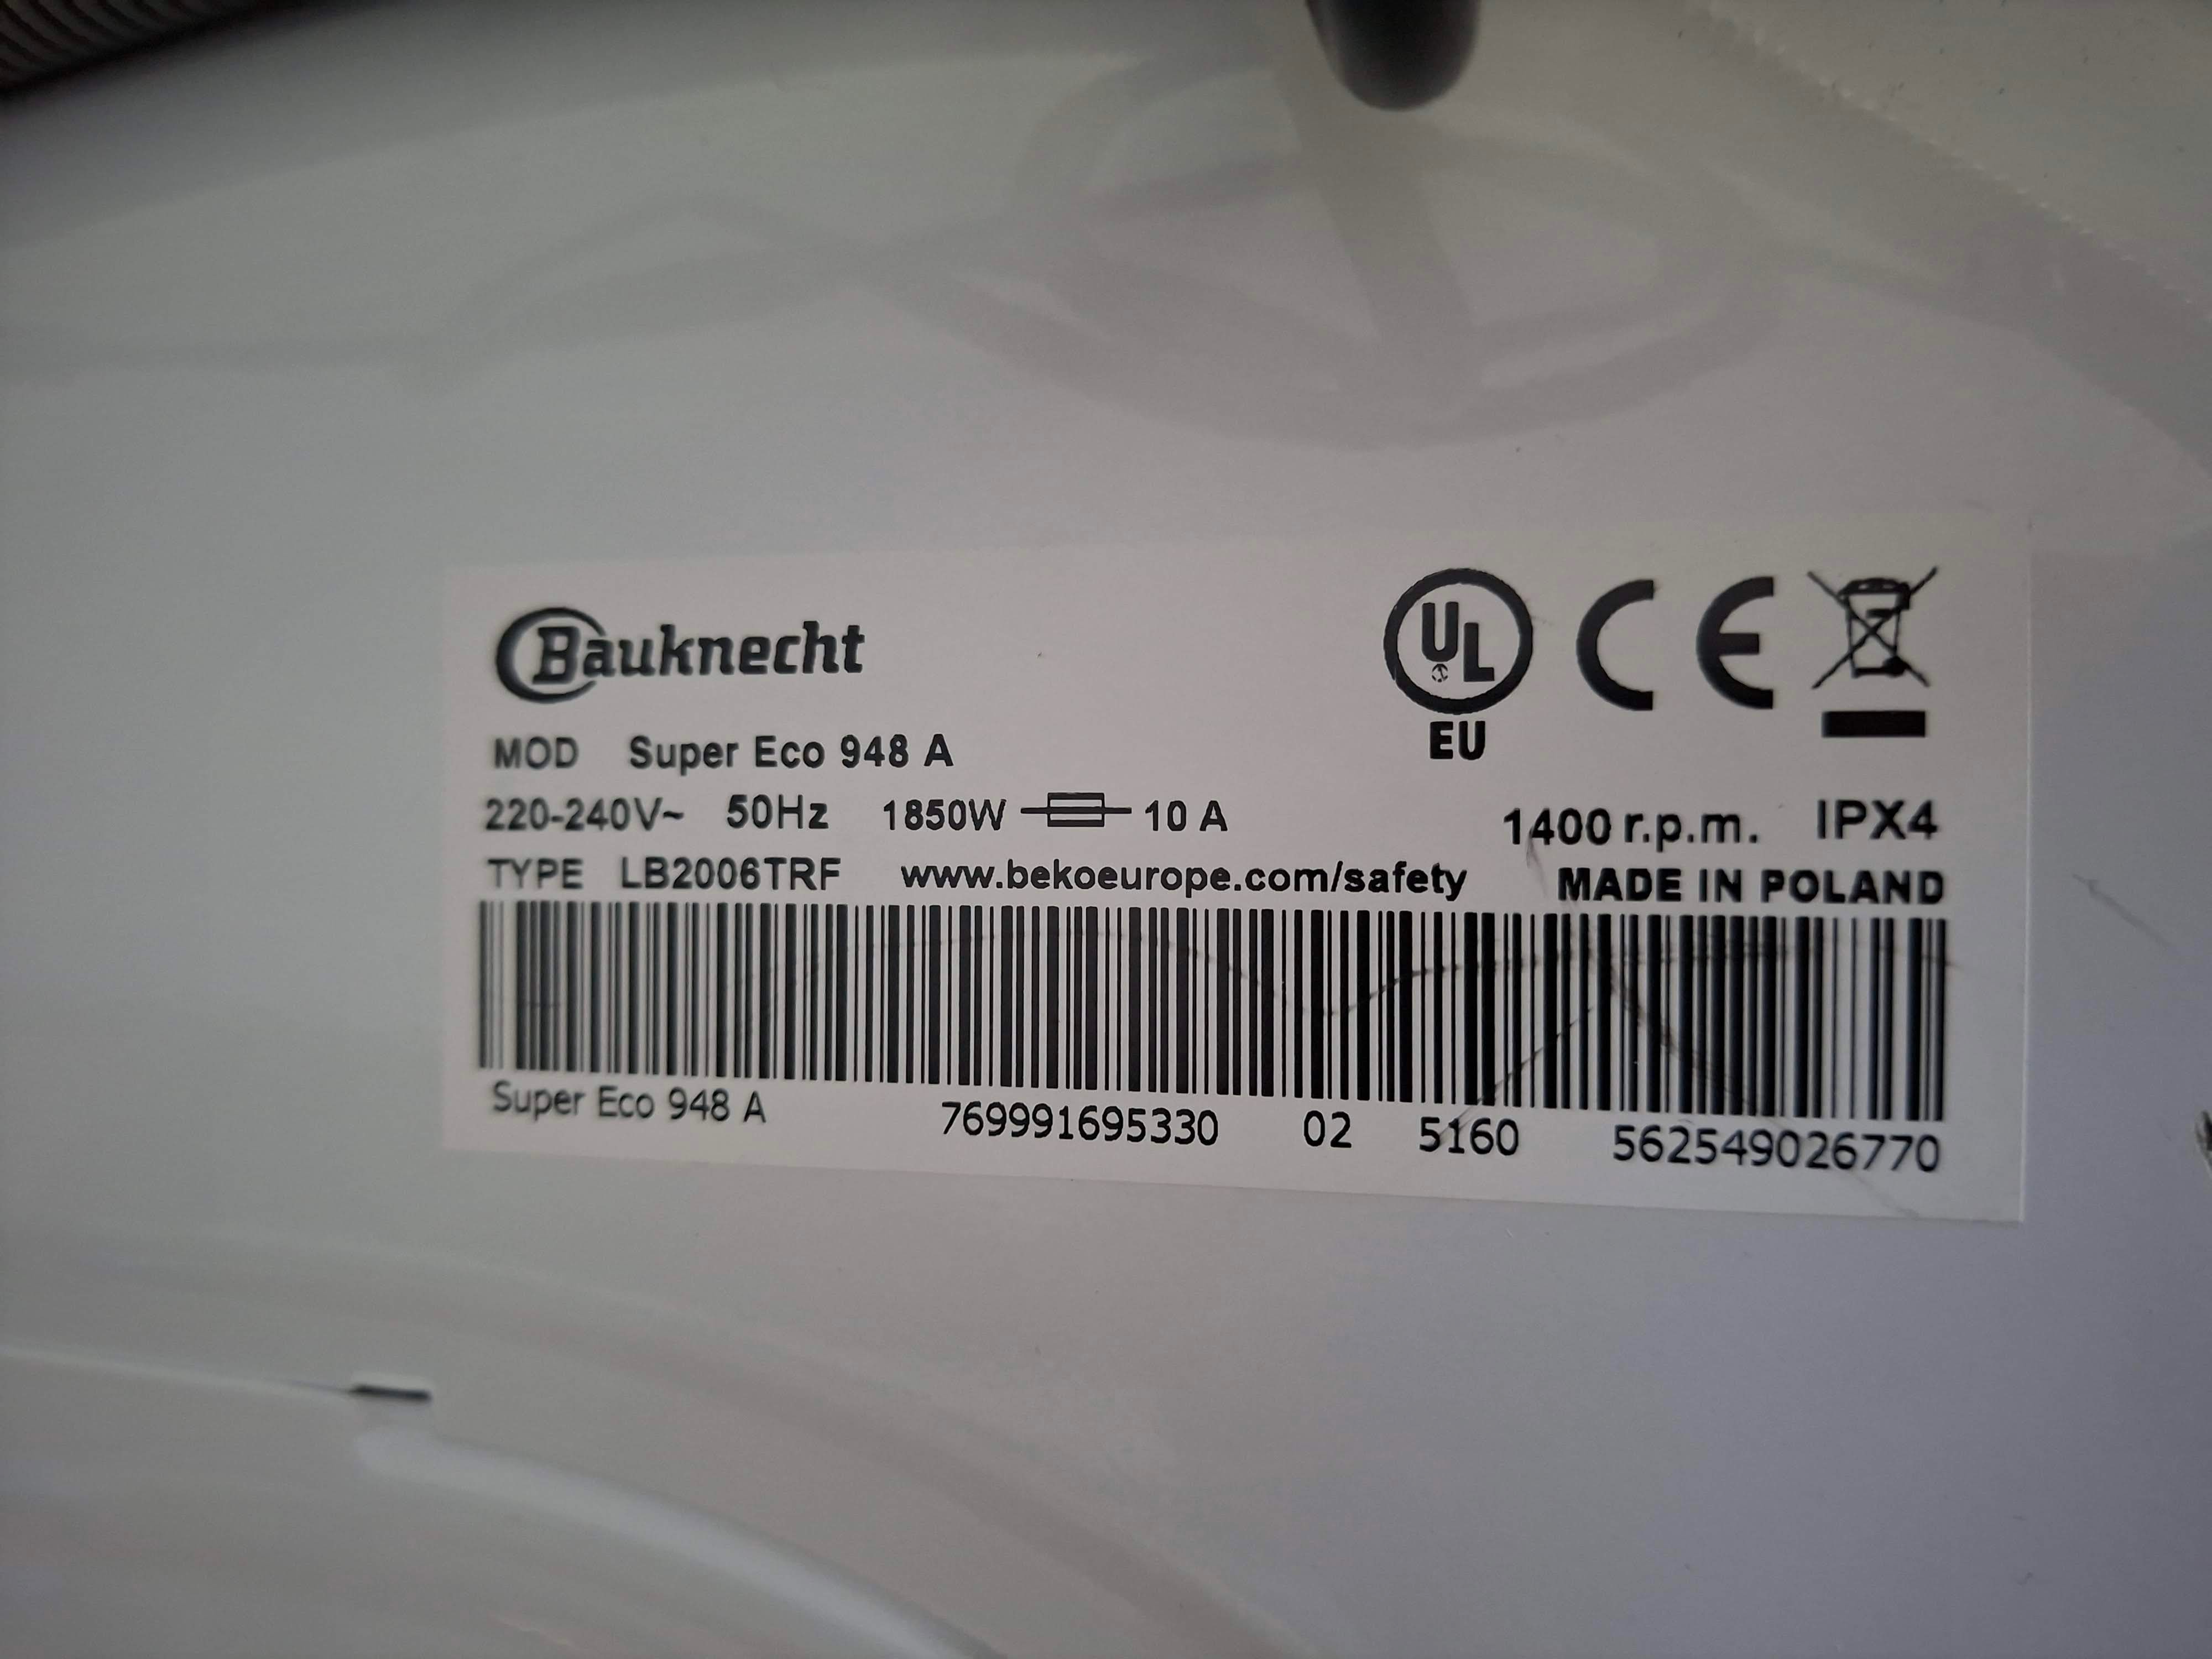 Bauknecht
UL
EU
CE
MOD Super Eco 948 A
220-240V~ 50Hz 1850W 10 A 1400 r.p.m. IPX4
TYPE LB2006TRF www.bekoeurope.com/safety MADE IN POLAND
Super Eco 948 A 769991695330 02 5160 562549026770